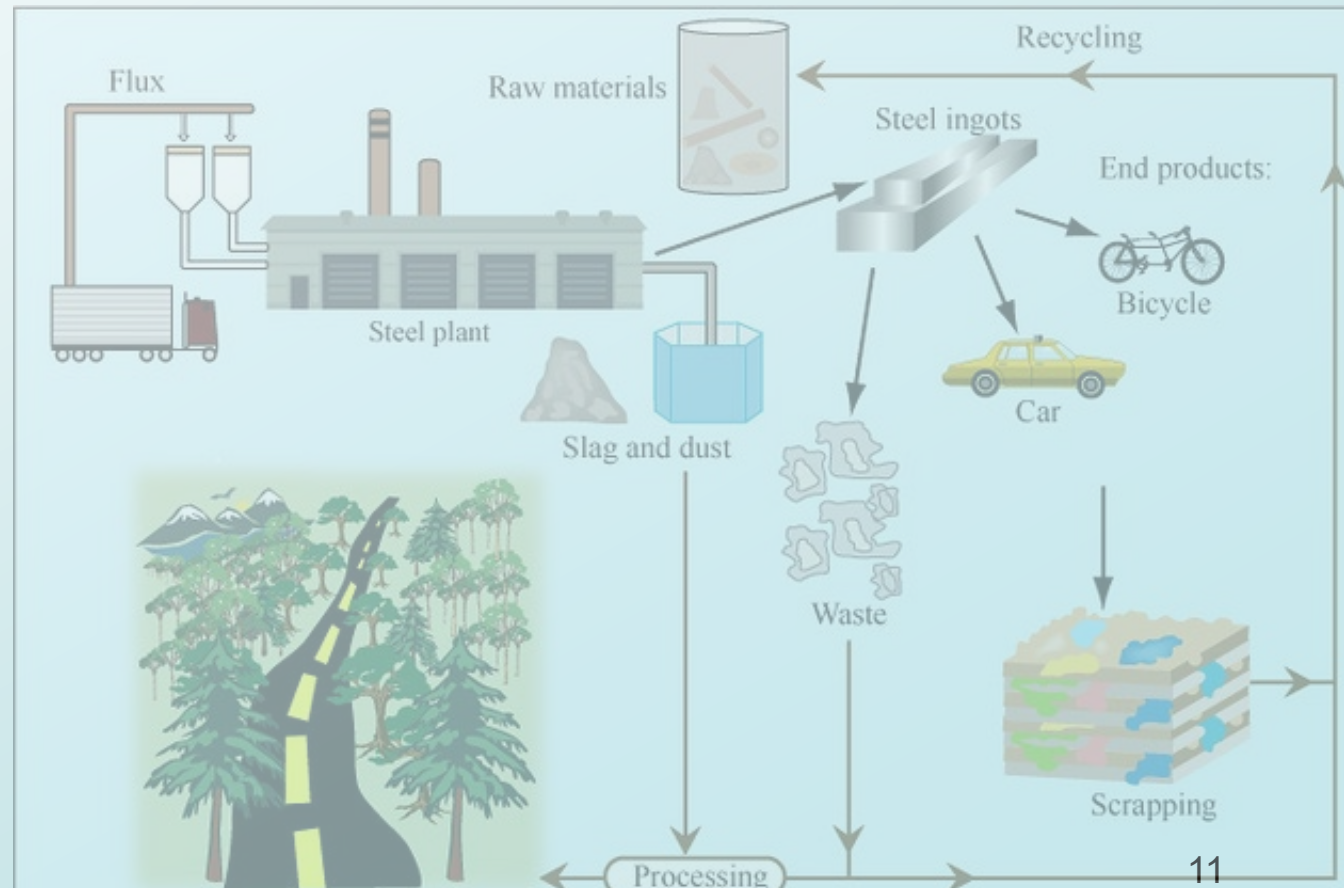 Recycling
Flux
Raw materials
Steel ingots
End products:
Bicycle
Steel plant
Car
Slag and dust
Waste
Scrapping
Processing
11